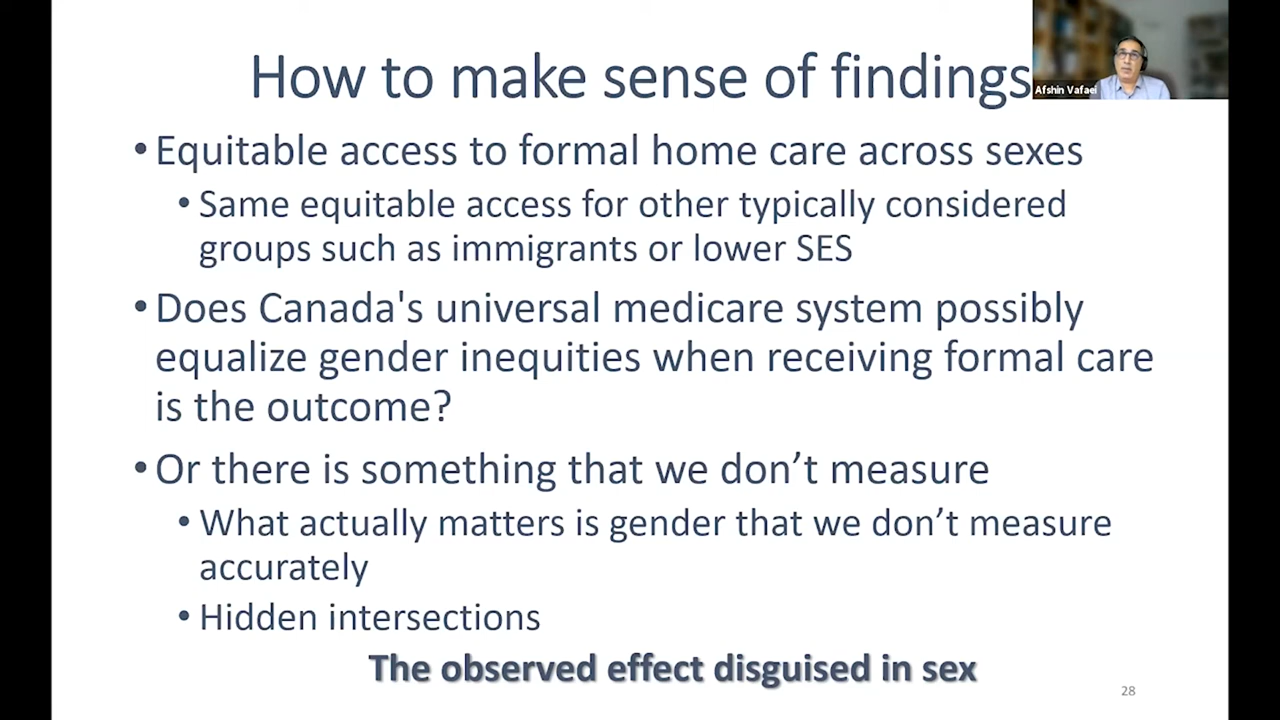 How to make sense of findings
Afshin Vafaei
• Equitable access to formal home care across sexes
• Same equitable access for other typically considered
groups such as immigrants or lower SES
• Does Canada's universal medicare system possibly
equalize gender inequities when receiving formal care
is the outcome?
• Or there is something that we don’t measure
• What actually matters is gender that we don’t measure
accurately
• Hidden intersections
The observed effect disguised in sex
28